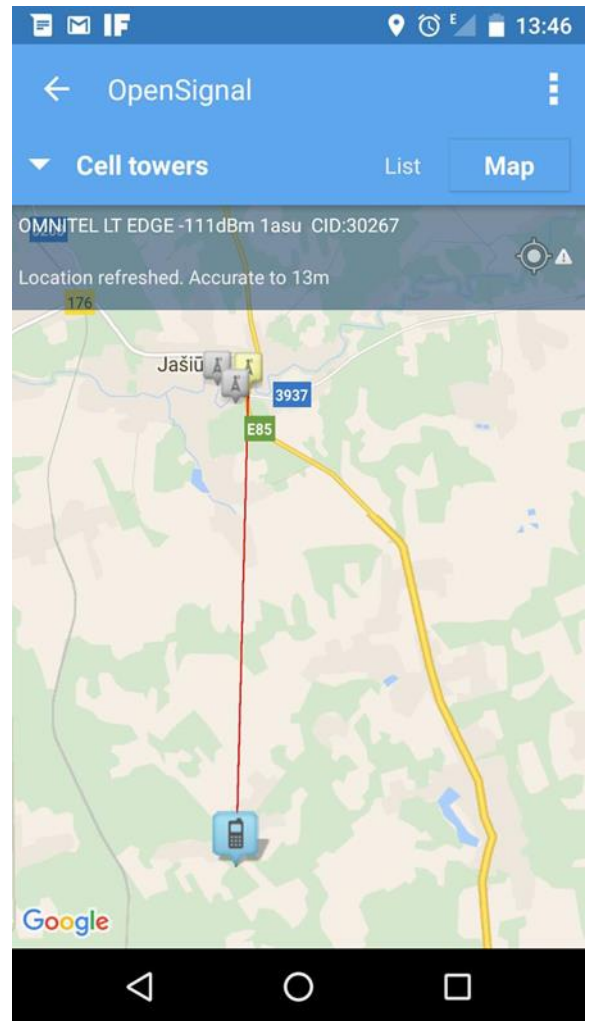 IF E 13:46
OpenSignal
Cell towers List Map
OMNITEL LT EDGE -111dBm 1asu CID:30267
Location refreshed. Accurate to 13m
176
Jašiū
3937
E85
Google